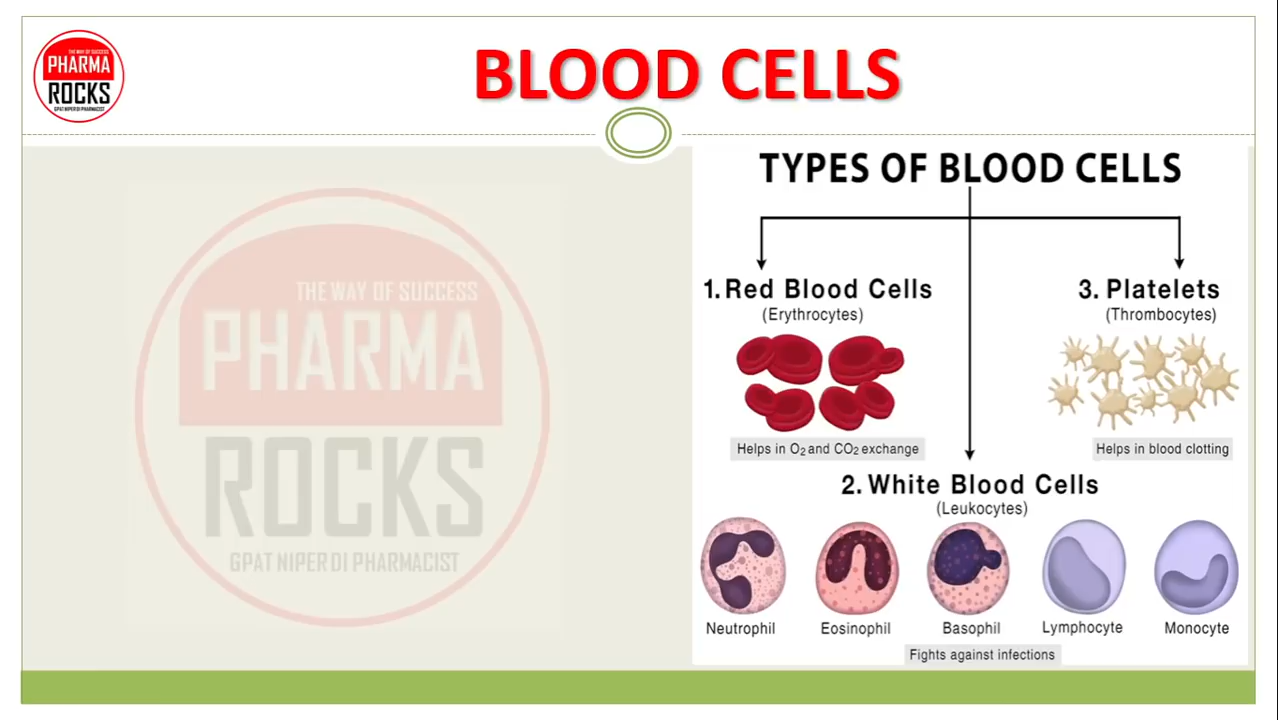 THE WAY OF SUCCESS
PHARMA
ROCKS
GPAT NIPER DI PHARMACIST
BLOOD CELLS
THE WAY OF SUCCESS
PHARMA
ROCKS
GPAT NIPER DI PHARMACIST
TYPES OF BLOOD CELLS
1. Red Blood Cells
(Erythrocytes)
Helps in O₂ and CO₂ exchange
3. Platelets
(Thrombocytes)
Helps in blood clotting
2. White Blood Cells
(Leukocytes)
Neutrophil Eosinophil Basophil Lymphocyte Monocyte
Fights against infections